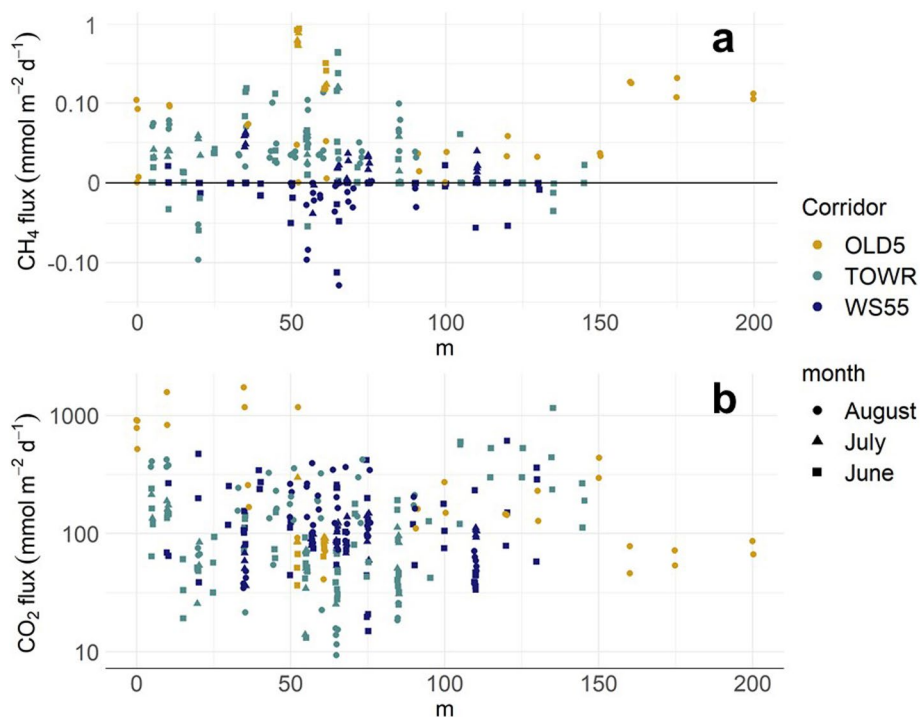 a
CH₄ flux (mmol m⁻² d⁻¹)
1
0.10
0
-0.10
0 50 100 150 200
m
b
CO₂ flux (mmol m⁻² d⁻¹)
1000
100
10
0 50 100 150 200
m
Corridor
OLD5
TOWR
WS55
month
August
July
June